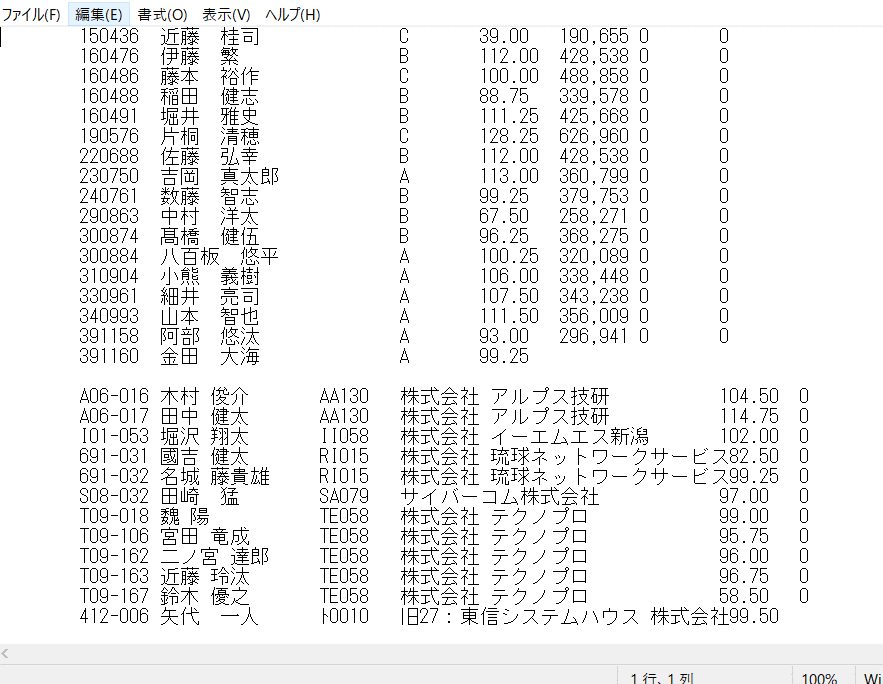 ファイル(F) 編集(E) 書式(O) 表示(V) ヘルプ(H)
150436 近藤 桂司 C 39.00 190,655 0 0
160476 伊藤 繁 B 112.00 428,538 0 0
160486 藤本 裕作 C 100.00 488,858 0 0
160488 稲田 健志 B 88.75 339,578 0 0
160491 堀井 雅史 B 111.25 425,668 0 0
190576 片桐 清穂 C 128.25 626,960 0 0
220688 佐藤 弘幸 B 112.00 428,538 0 0
230750 吉岡 真太郎 A 113.00 360,799 0 0
240761 数藤 智志 B 99.25 379,753 0 0
290863 中村 洋太 B 67.50 258,271 0 0
300874 髙橋 健伍 B 96.25 368,275 0 0
300884 八百板 悠平 A 100.25 320,089 0 0
310904 小熊 義樹 A 106.00 338,448 0 0
330961 細井 亮司 A 107.50 343,238 0 0
340993 山本 智也 A 111.50 356,009 0 0
391158 阿部 悠汰 A 93.00 296,941 0 0
391160 金田 大海 A 99.25
A06-016 木村 俊介 AA130 株式会社 アルプス技研 104.50 0
A06-017 田中 健太 AA130 株式会社 アルプス技研 114.75 0
I01-053 堀沢 翔太 II058 株式会社 イーエムエス新潟 102.00 0
691-031 國吉 健太 RI015 株式会社 琉球ネットワークサービス82.50 0
691-032 名城 藤貴雄 RI015 株式会社 琉球ネットワークサービス99.25 0
S08-032 田崎 猛 SA079 サイバーコム株式会社 97.00 0
T09-018 魏 陽 TE058 株式会社 テクノプロ 99.00 0
T09-106 宮田 竜成 TE058 株式会社 テクノプロ 95.75 0
T09-162 二ノ宮 達郎 TE058 株式会社 テクノプロ 96.00 0
T09-163 近藤 玲汰 TE058 株式会社 テクノプロ 96.75 0
T09-167 鈴木 優之 TE058 株式会社 テクノプロ 58.50 0
412-006 矢代 一人 ﾄ0010 旧27：東信システムハウス 株式会社99.50
1 行、1 列 100% Wi